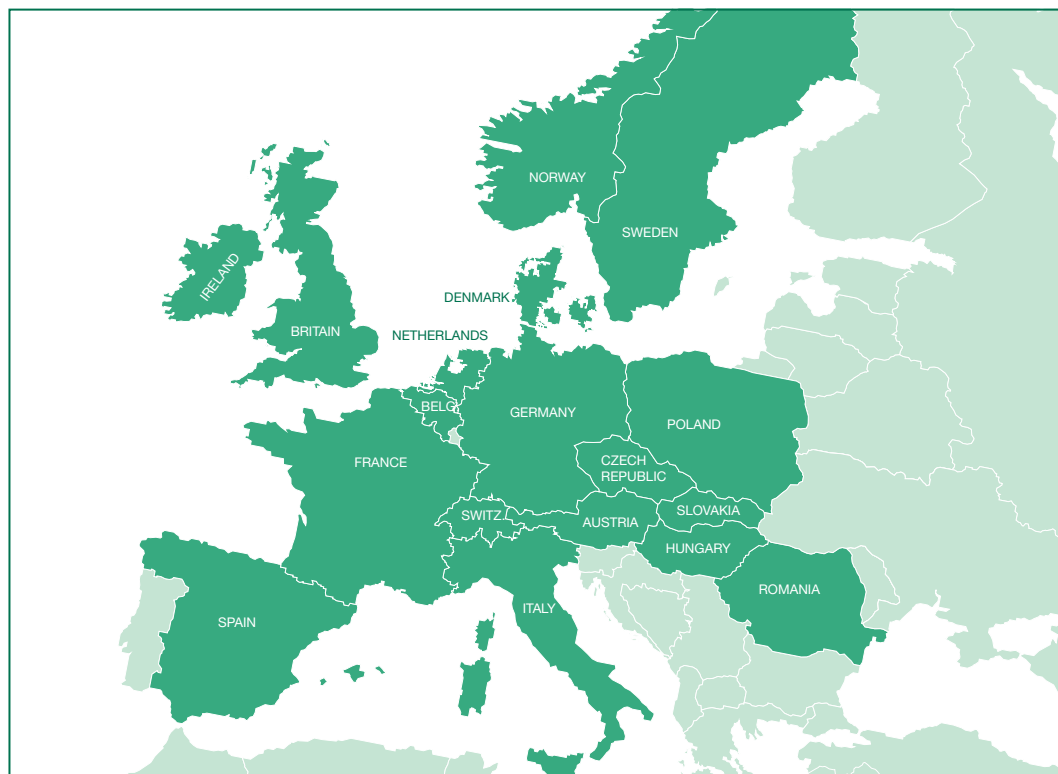 NORWAY
SWEDEN
IRELAND
DENMARK
BRITAIN
NETHERLANDS
BELG
GERMANY
POLAND
FRANCE
CZECH
REPUBLIC
SWITZ.
AUSTRIA
SLOVAKIA
HUNGARY
ROMANIA
ITALY
SPAIN